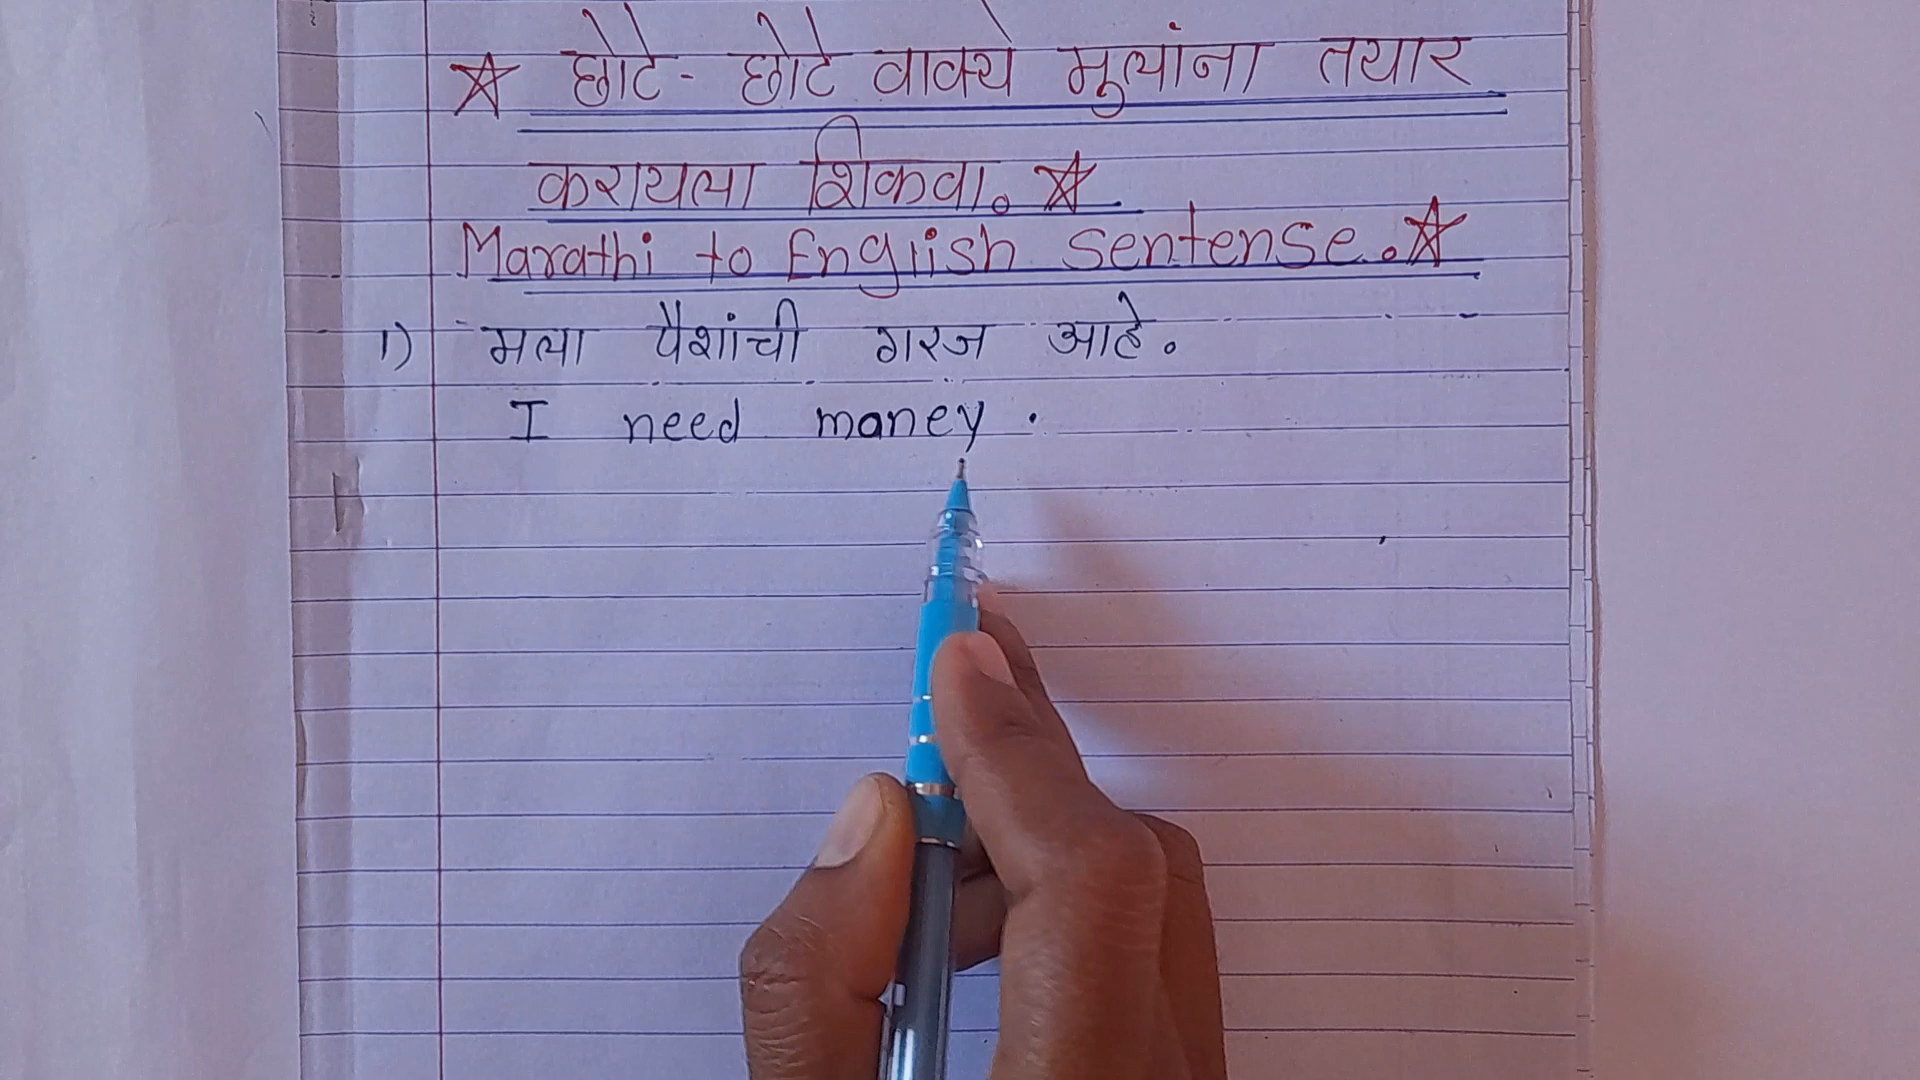 ☆ छोटे - छोटे वाक्ये मुलांना तयार
करायला शिकवा. ☆
Marathi to English sentense. ☆
1) मला पैशांची गरज आहे.
I need maney .